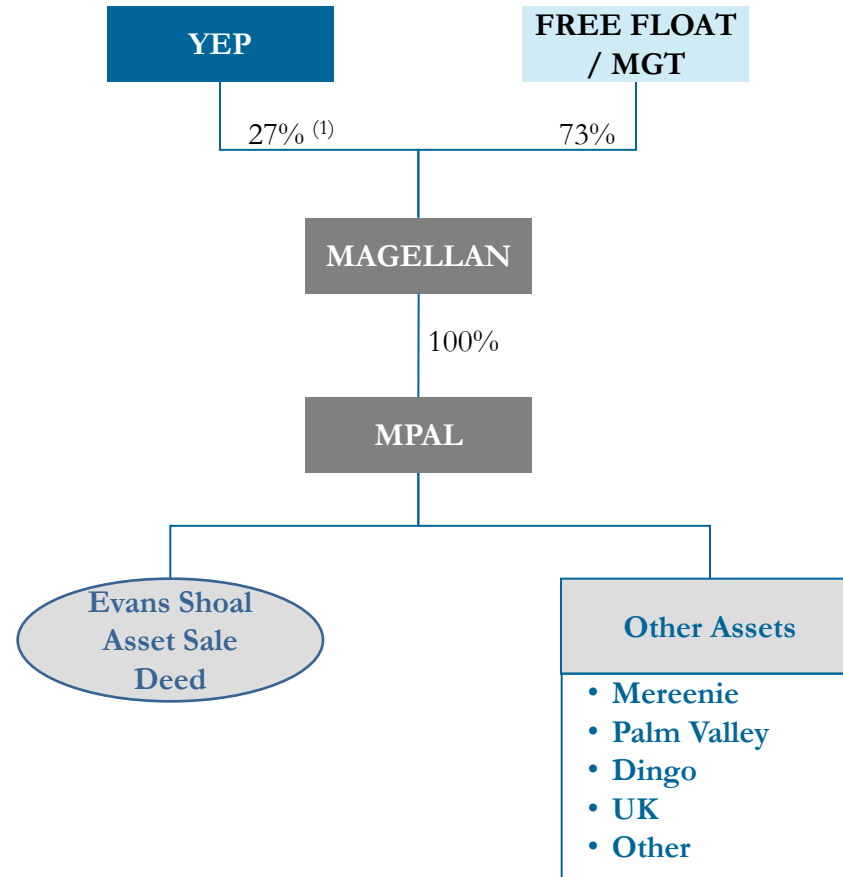 YEP
FREE FLOAT
/ MGT
27% (1)
73%
MAGELLAN
100%
MPAL
Evans Shoal
Asset Sale
Deed
Other Assets
• Mereenie
• Palm Valley
• Dingo
• UK
• Other